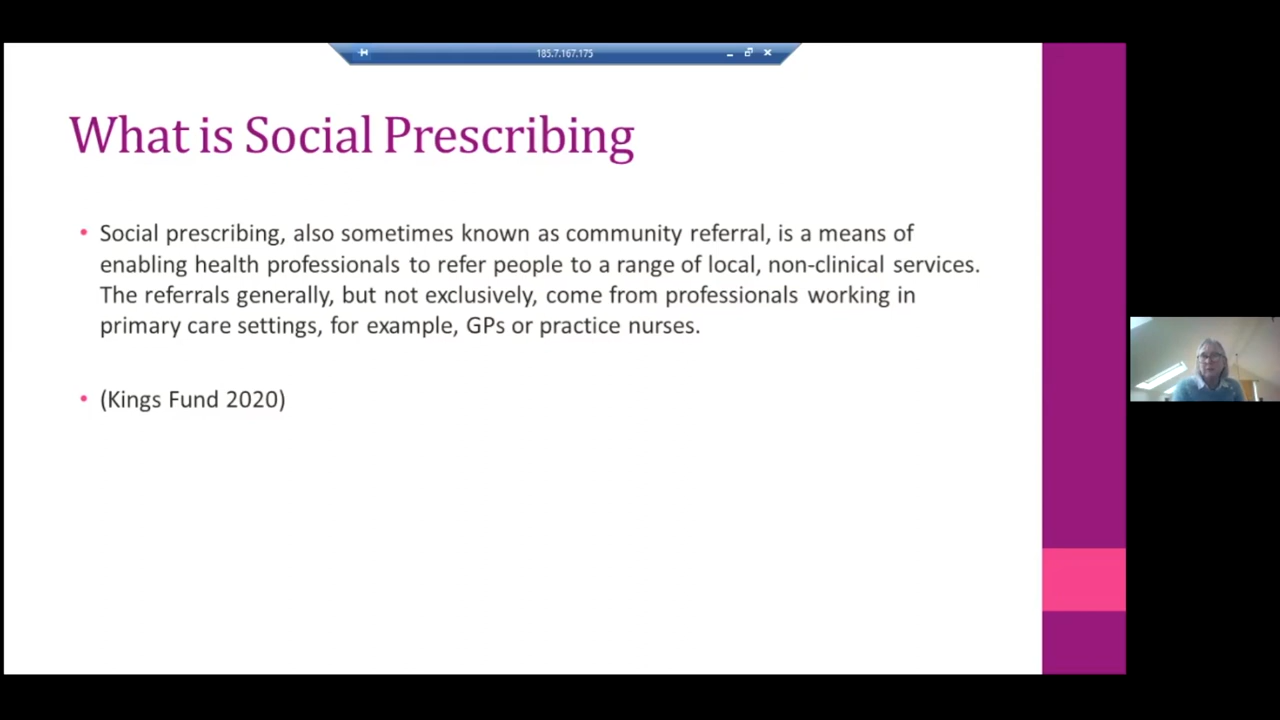 185.7.167.175
What is Social Prescribing
• Social prescribing, also sometimes known as community referral, is a means of
enabling health professionals to refer people to a range of local, non-clinical services.
The referrals generally, but not exclusively, come from professionals working in
primary care settings, for example, GPs or practice nurses.
• (Kings Fund 2020)